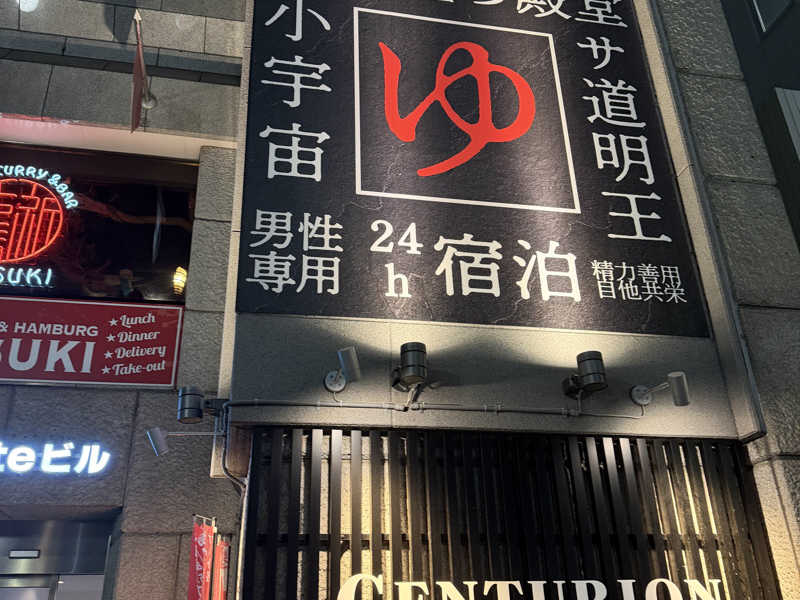 小宇宙
ゆ
殿堂
サ道明王
男性
専用
24h
宿泊
精力善用
自他共栄
CURRY & BAR
SUKI
& HAMBURG
SUKI
★Lunch
★Dinner
★Delivery
★Take-out
teビル
CENTURION